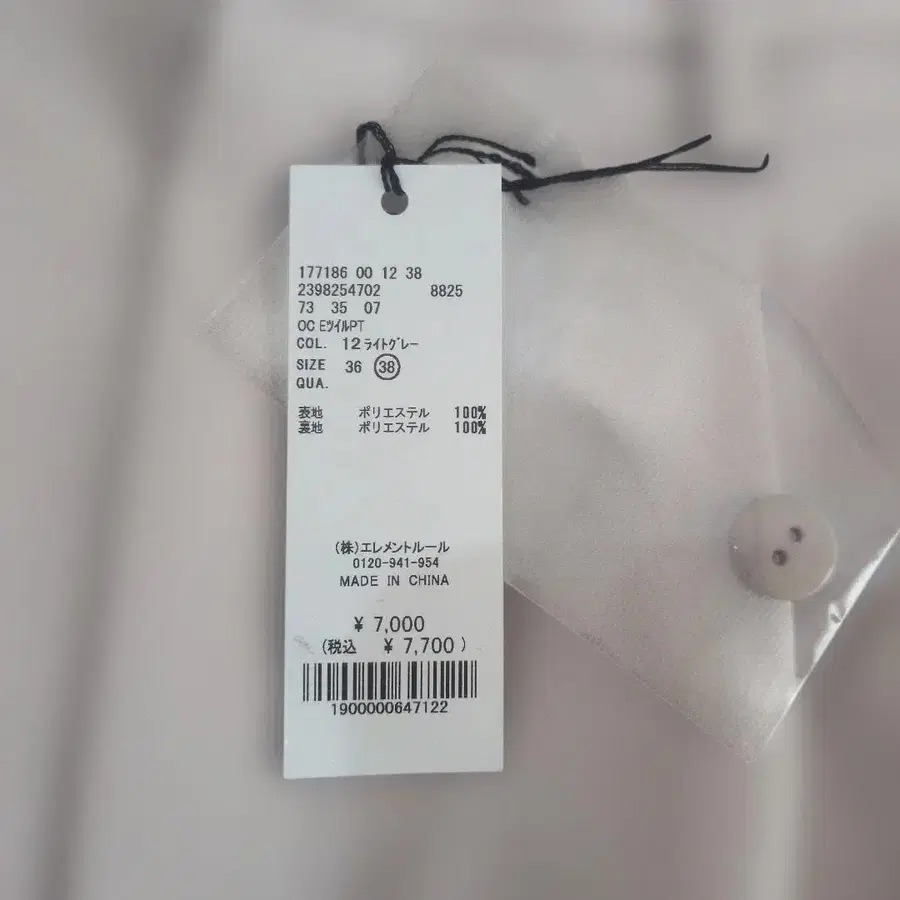 177186 00 12 38
2398254702 8825
73 35 07
OC EツイルPT
COL. 12 ライトグレー
SIZE 36 38
QUA.
表地 ポリエステル 100%
裏地 ポリエステル 100%
(株)エレメントルール
0120-941-954
MADE IN CHINA
¥ 7,000
(税込 ¥ 7,700 )
1900000647122